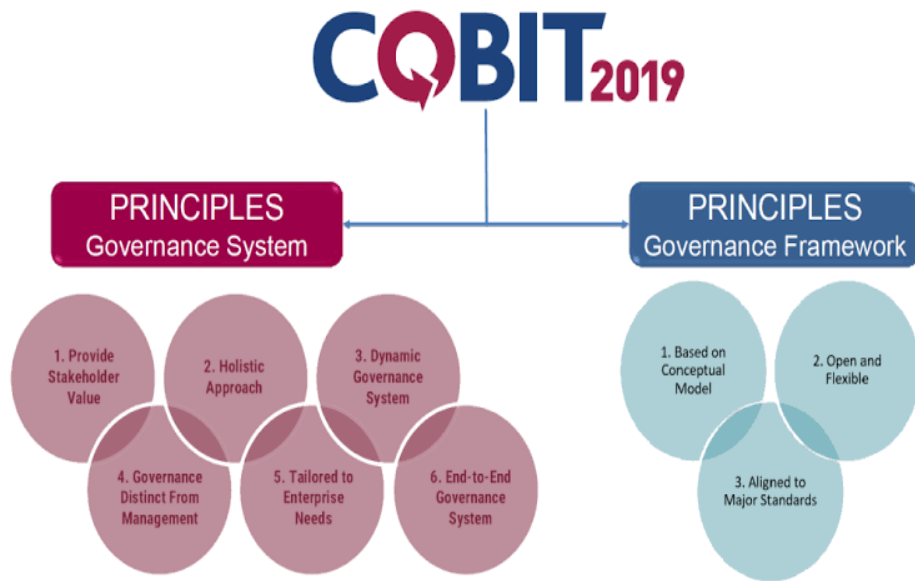 COBIT 2019
PRINCIPLES
Governance System
PRINCIPLES
Governance Framework
1. Provide
Stakeholder
Value
2. Holistic
Approach
3. Dynamic
Governance
System
4. Governance
Distinct From
Management
5. Tailored to
Enterprise
Needs
6. End-to-End
Governance
System
1. Based on
Conceptual
Model
2. Open and
Flexible
3. Aligned to
Major Standards